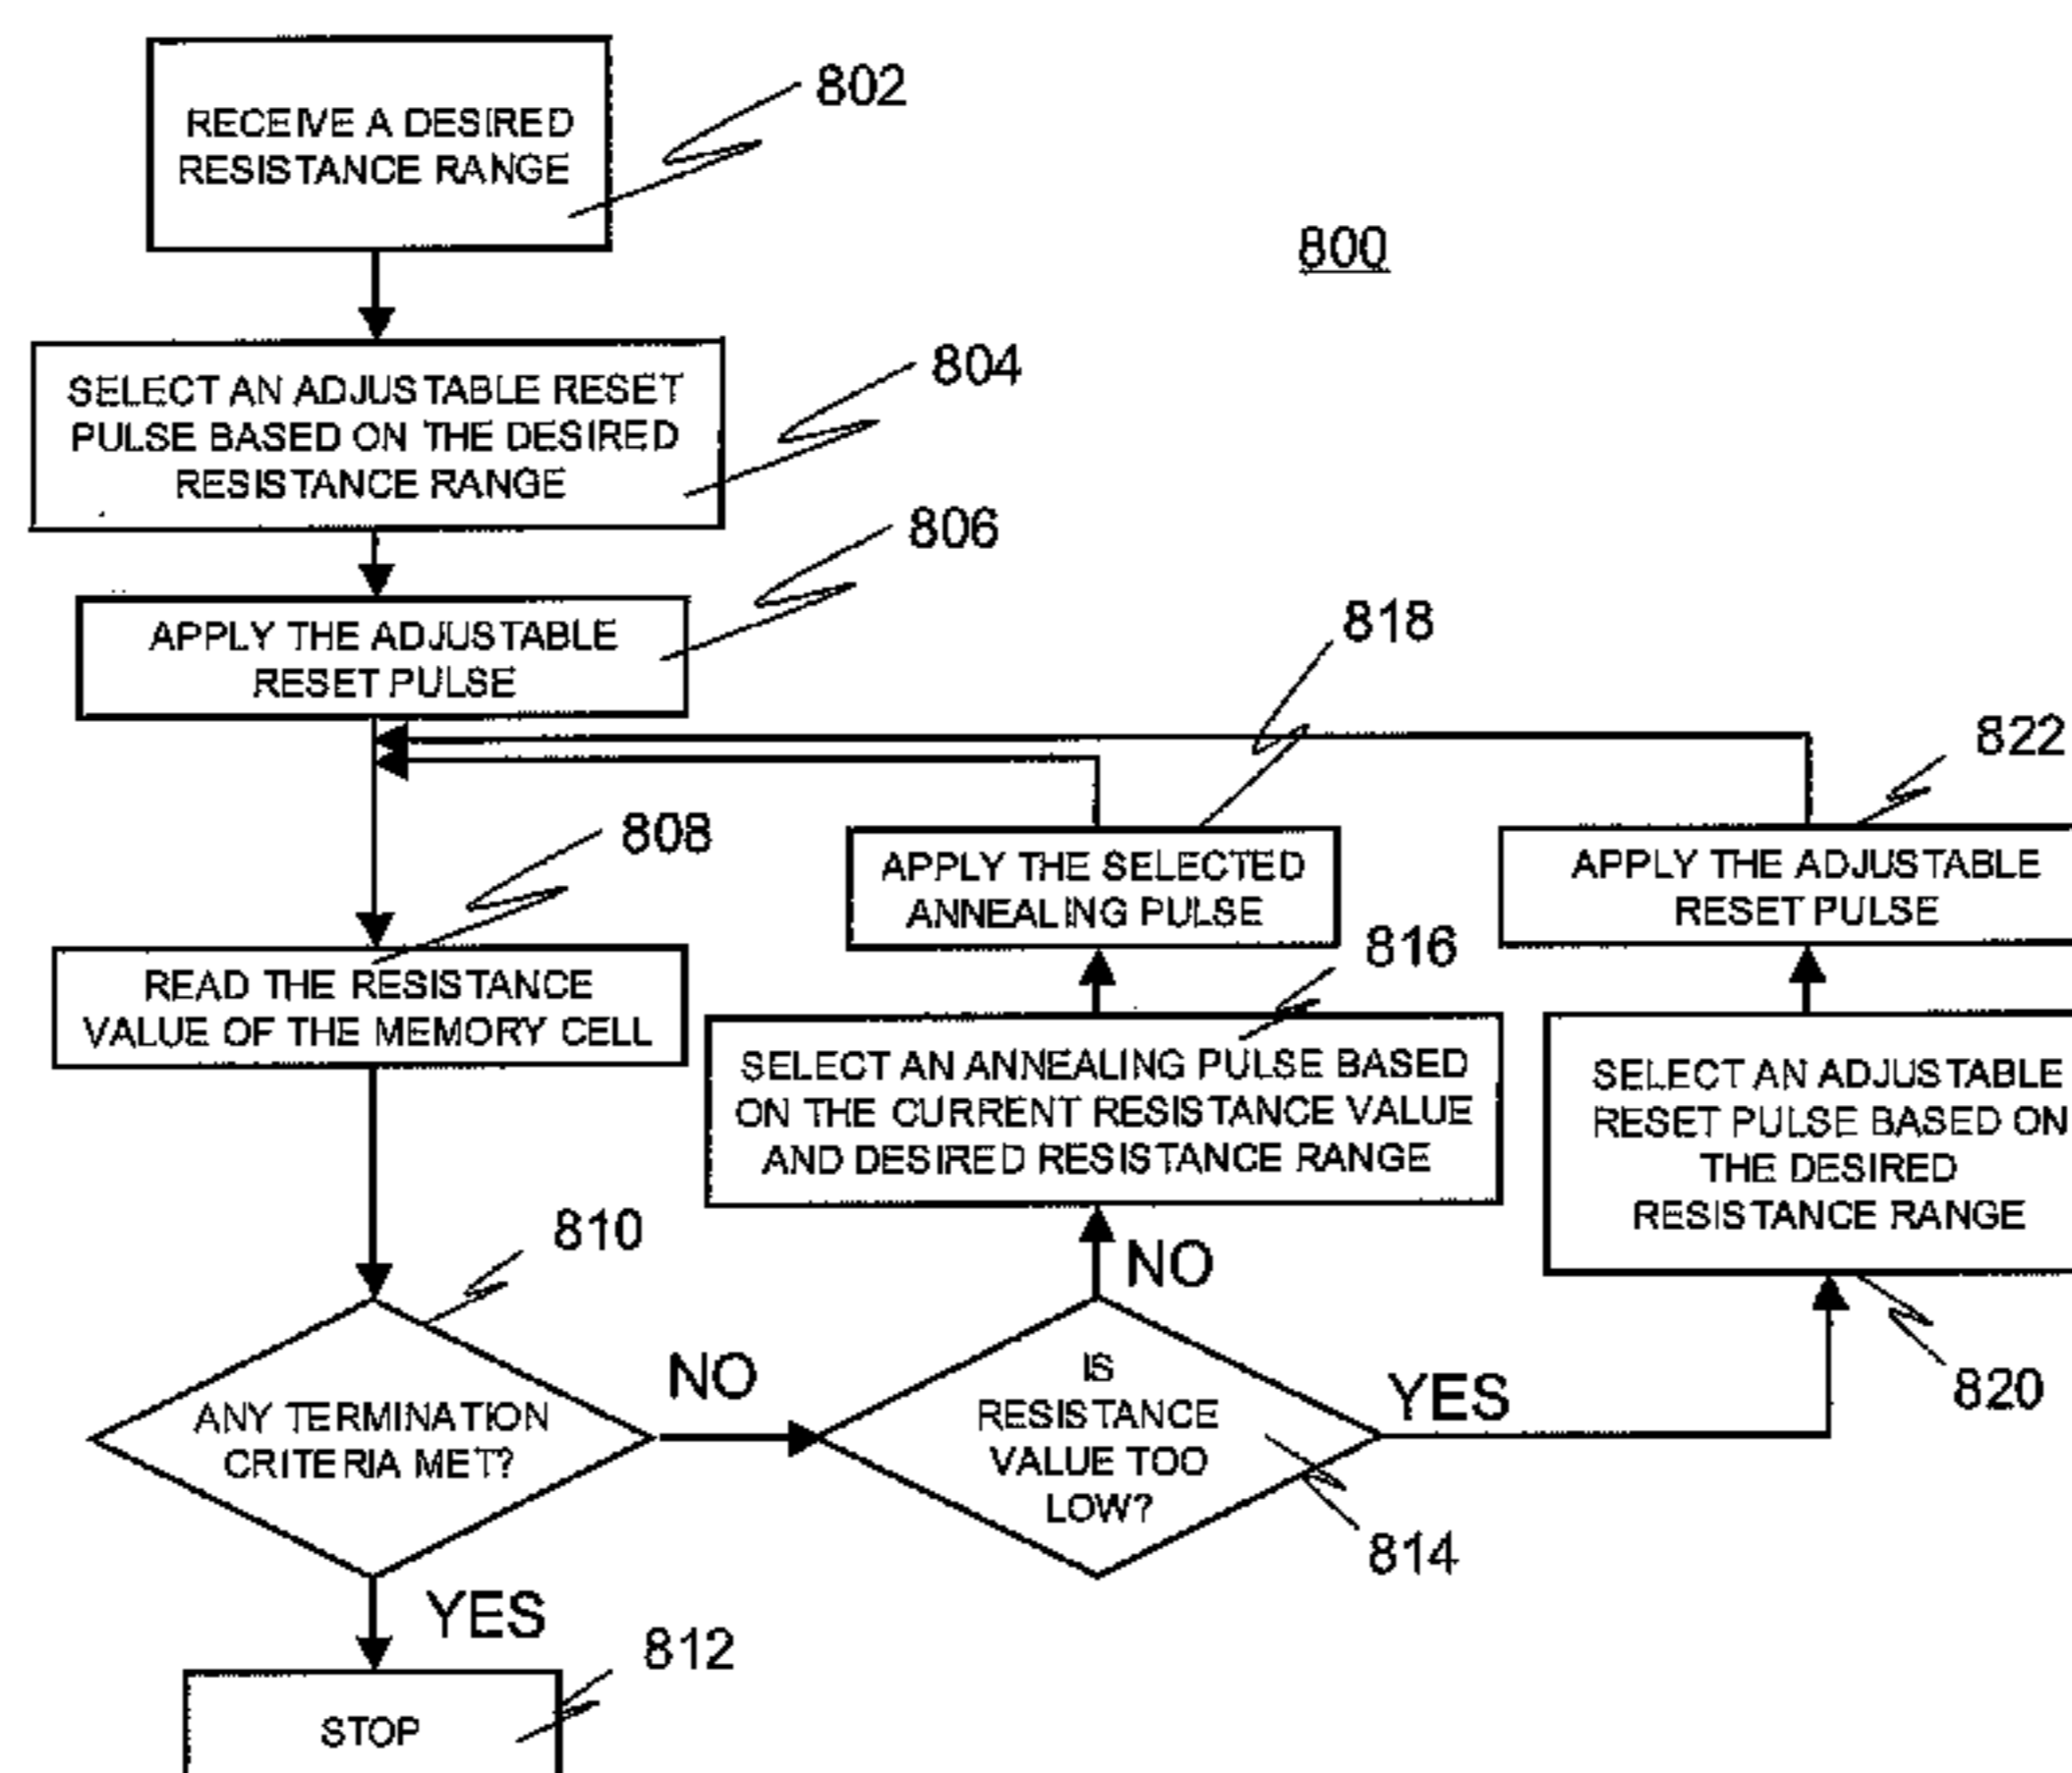 RECEIVE A DESIRED
RESISTANCE RANGE
802
800
SELECT AN ADJUSTABLE RESET
PULSE BASED ON THE DESIRED
RESISTANCE RANGE
804
APPLY THE ADJUSTABLE
RESET PULSE
806
READ THE RESISTANCE
VALUE OF THE MEMORY CELL
808
ANY TERMINATION
CRITERIA MET?
810
YES
STOP
812
NO
IS
RESISTANCE
VALUE TOO
LOW?
814
NO
SELECT AN ANNEALING PULSE BASED
ON THE CURRENT RESISTANCE VALUE
AND DESIRED RESISTANCE RANGE
816
APPLY THE SELECTED
ANNEALING PULSE
818
YES
SELECT AN ADJUSTABLE
RESET PULSE BASED ON
THE DESIRED
RESISTANCE RANGE
820
APPLY THE ADJUSTABLE
RESET PULSE
822